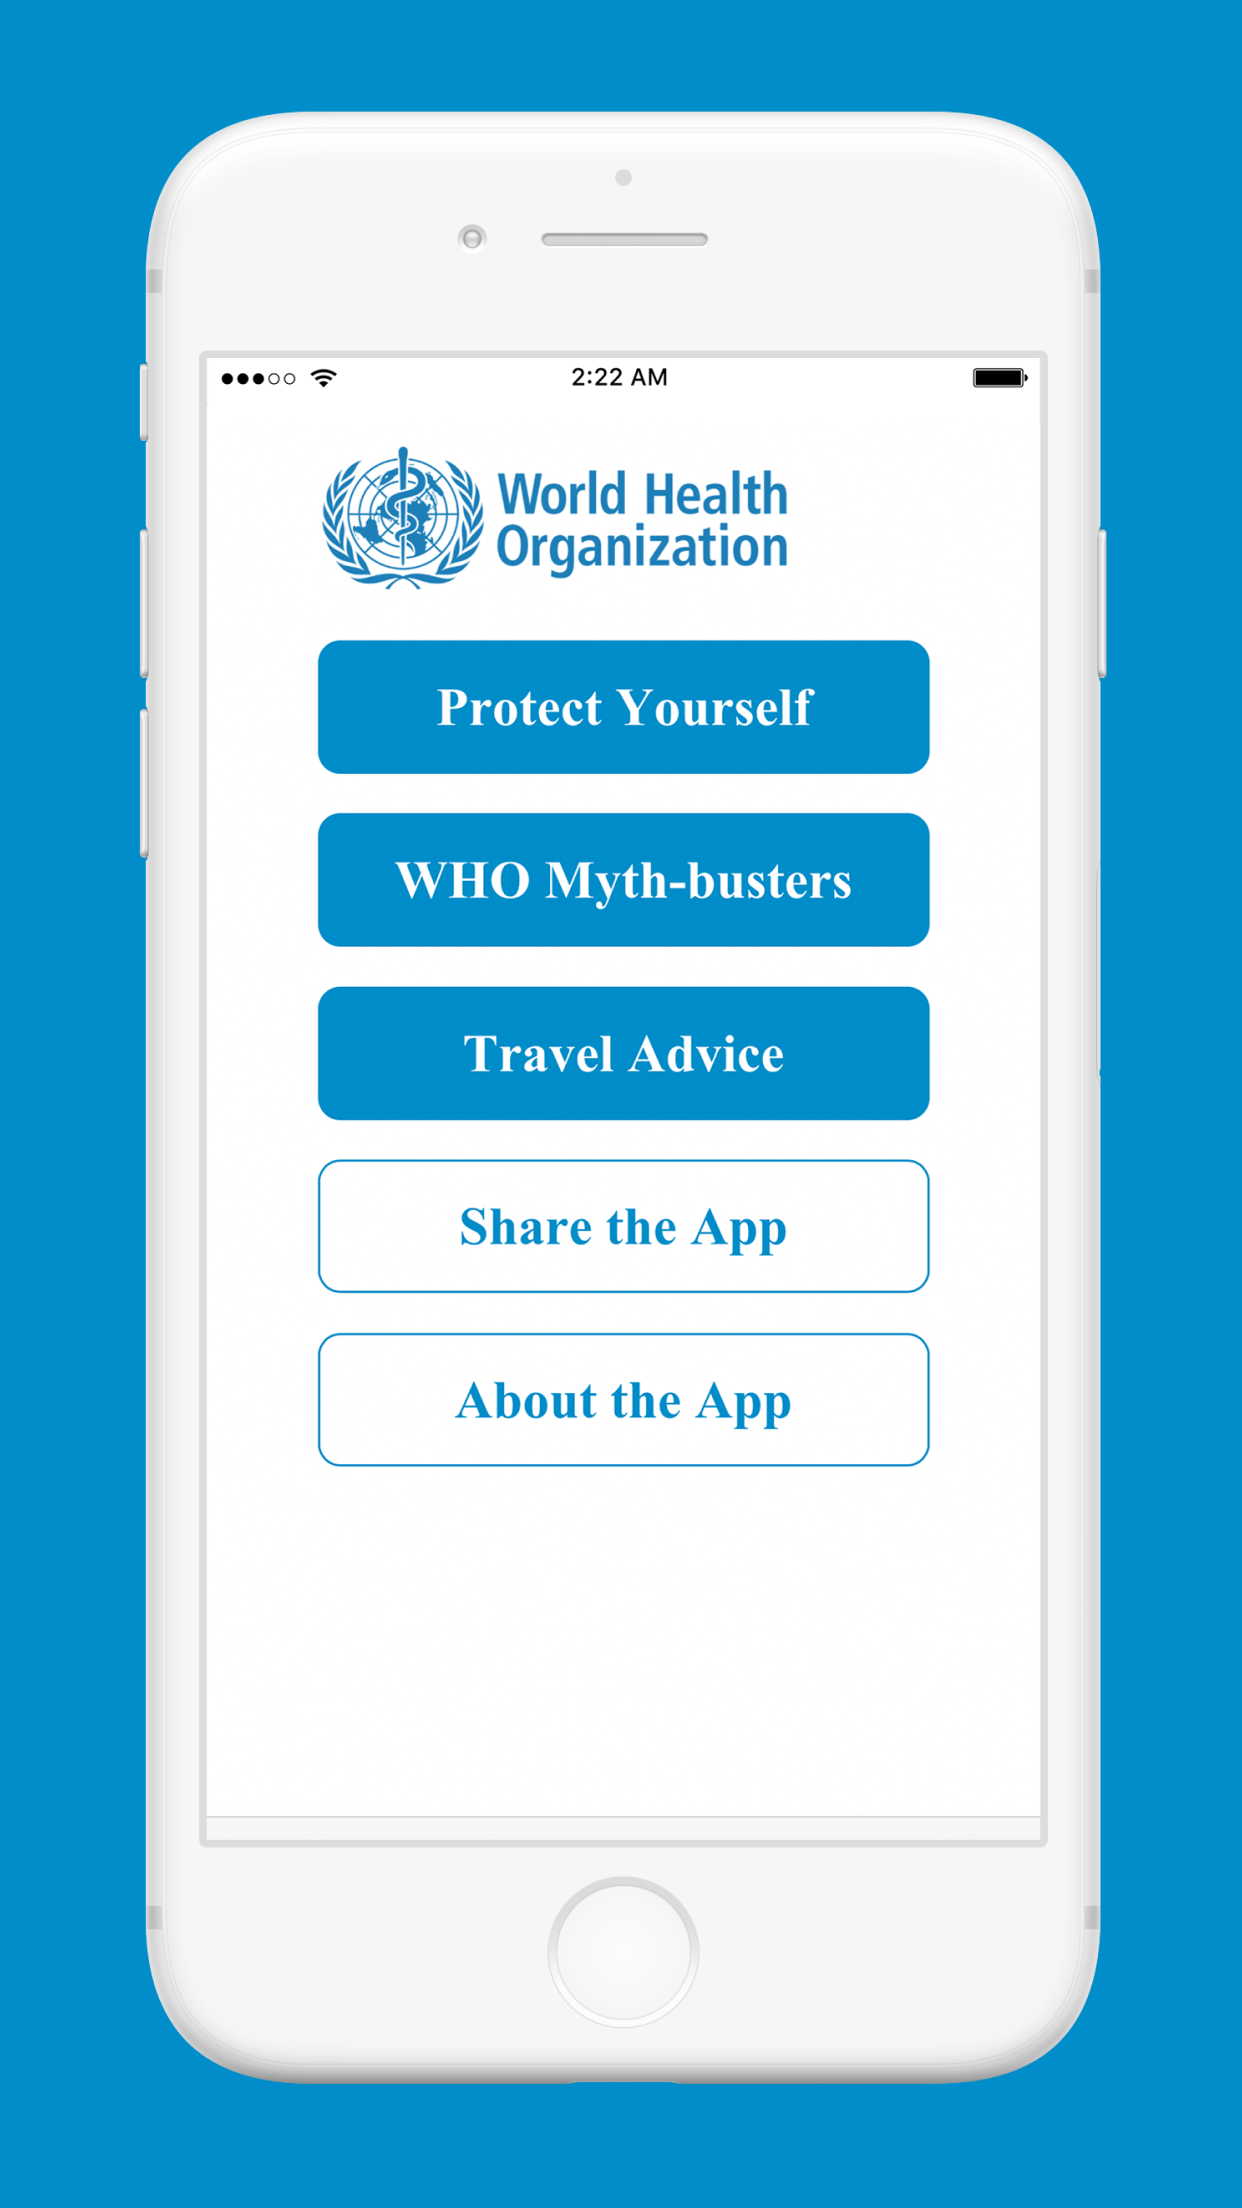 2:22 AM
World Health
Organization
Protect Yourself
WHO Myth-busters
Travel Advice
Share the App
About the App